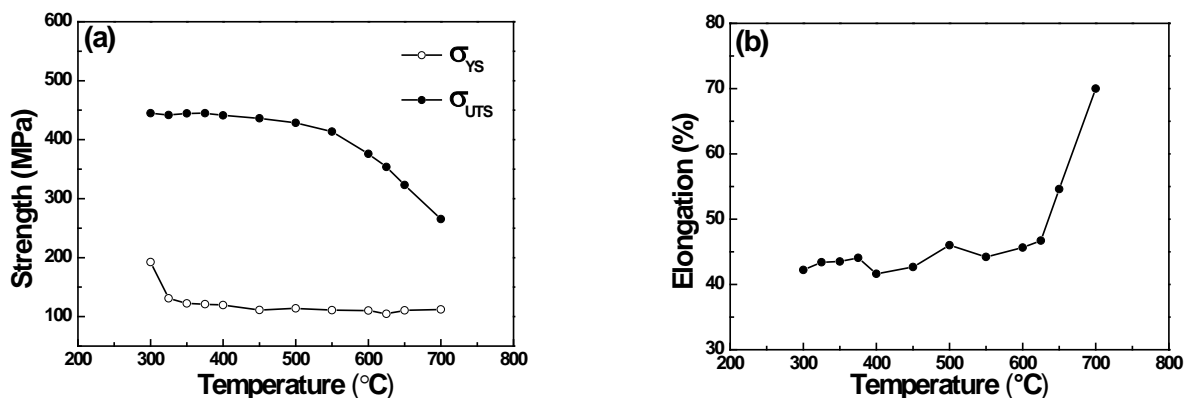 (a)
σYS
σUTS
Strength (MPa)
600
500
400
300
200
100
200 300 400 500 600 700 800
Temperature (°C)
(b)
Elongation (%)
80
70
60
50
40
30
200 300 400 500 600 700 800
Temperature (°C)